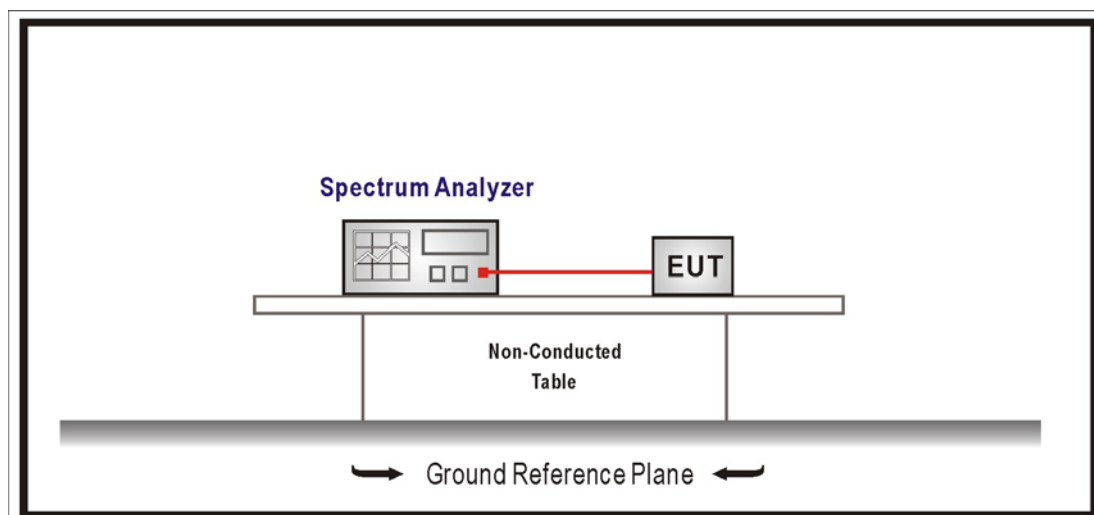 Spectrum Analyzer
EUT
Non-Conducted
Table
Ground Reference Plane